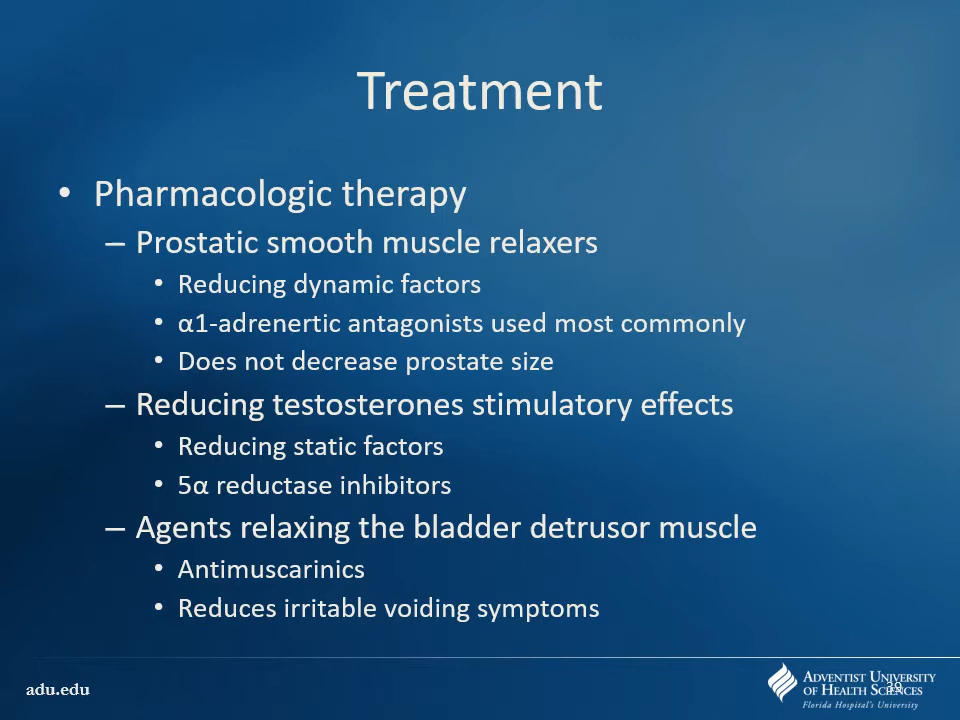 Treatment
• Pharmacologic therapy
– Prostatic smooth muscle relaxers
• Reducing dynamic factors
• α1-adrenertic antagonists used most commonly
• Does not decrease prostate size
– Reducing testosterones stimulatory effects
• Reducing static factors
• 5α reductase inhibitors
– Agents relaxing the bladder detrusor muscle
• Antimuscarinics
• Reduces irritable voiding symptoms
adu.edu
ADVENTIST UNIVERSITY
OF HEALTH SCIENCES
Florida Hospital's University
39